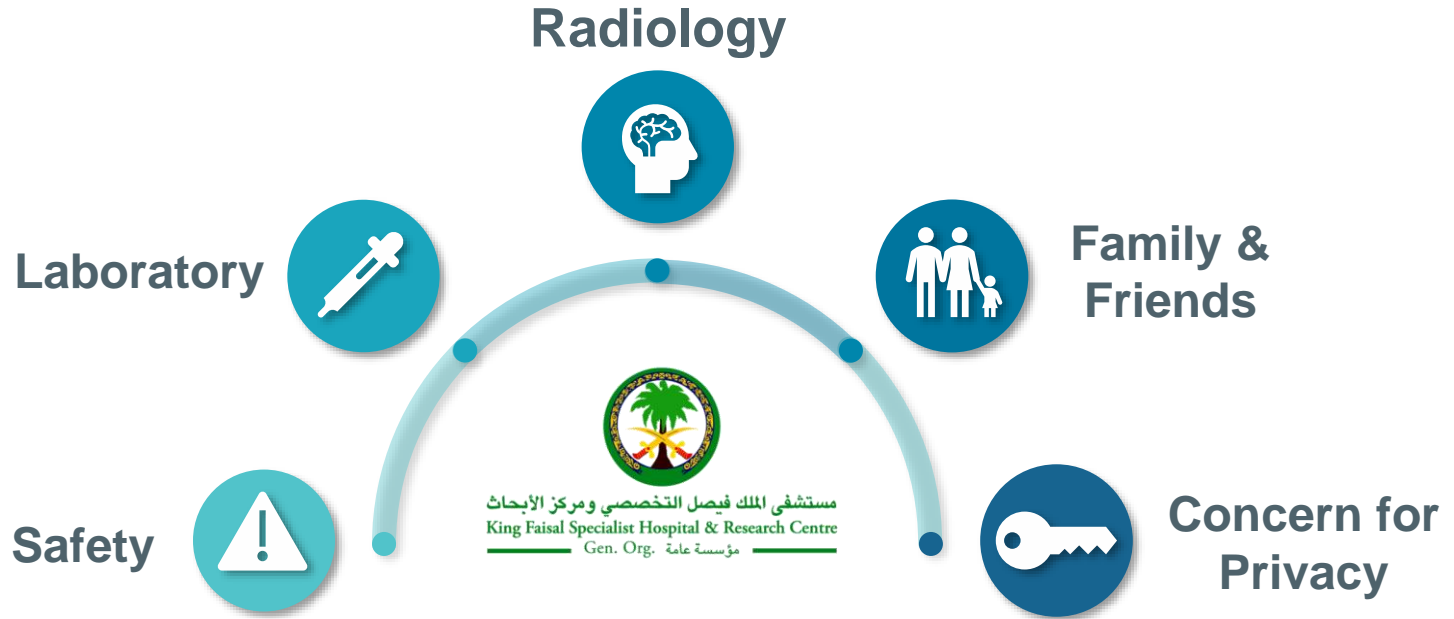 Radiology
Laboratory
Family &
Friends
مستشفى الملك فيصل التخصصي ومركز الأبحاث
King Faisal Specialist Hospital & Research Centre
Gen. Org. مؤسسة عامة
Safety
Concern for
Privacy